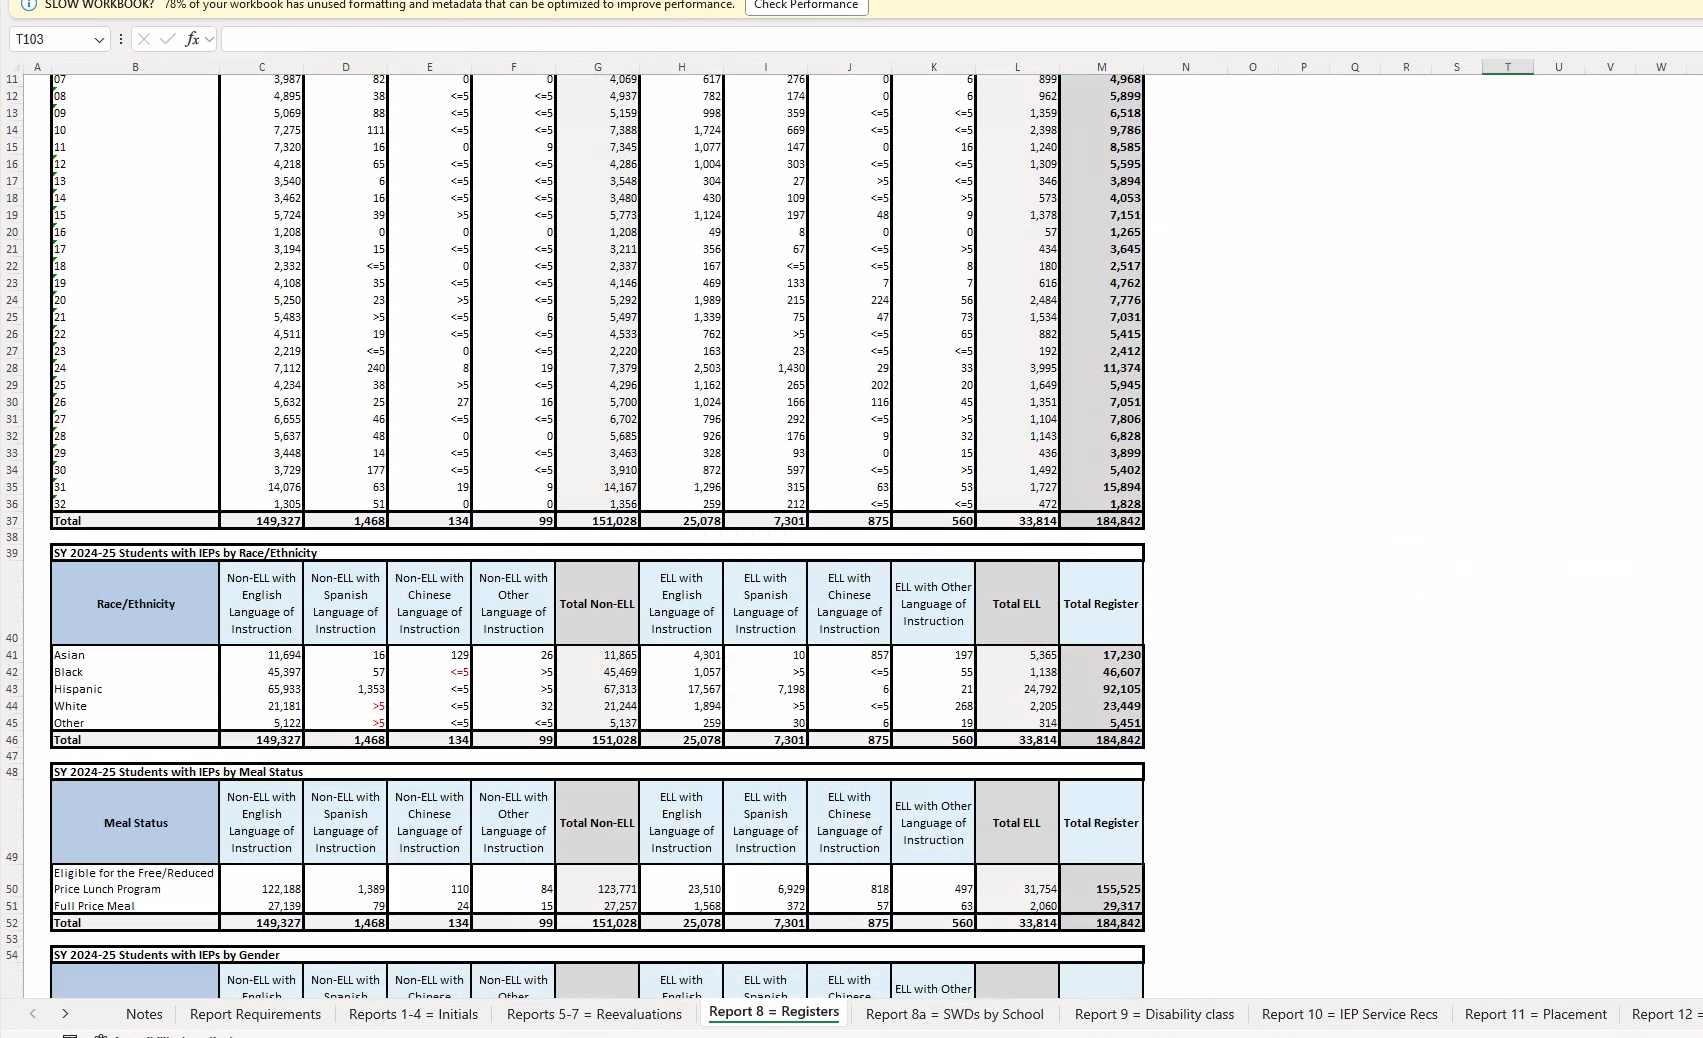 SLOW WORKBOOK? 78% of your workbook has unused formatting and metadata that can be optimized to improve performance. Check Performance
T103 fx
A B C D E F G H I J K L M N O P Q R S T U V W
11 07 3,987 82 0 0 4,069 617 276 0 6 899 4,968
12 08 4,895 38 <=5 <=5 4,937 782 174 0 6 962 5,899
13 09 5,069 88 <=5 <=5 5,159 998 359 <=5 <=5 1,359 6,518
14 10 7,275 111 <=5 <=5 7,388 1,724 669 <=5 <=5 2,398 9,786
15 11 7,320 16 0 9 7,345 1,077 147 0 16 1,240 8,585
16 12 4,218 65 <=5 <=5 4,286 1,004 303 <=5 <=5 1,309 5,595
17 13 3,540 6 <=5 <=5 3,548 304 27 >5 <=5 346 3,894
18 14 3,462 16 <=5 <=5 3,480 430 109 <=5 >5 573 4,053
19 15 5,724 39 >5 <=5 5,773 1,124 197 48 9 1,378 7,151
20 16 1,208 0 0 0 1,208 49 8 0 0 57 1,265
21 17 3,194 15 <=5 <=5 3,211 356 67 <=5 >5 434 3,645
22 18 2,332 <=5 0 <=5 2,337 167 <=5 <=5 8 180 2,517
23 19 4,108 35 <=5 <=5 4,146 469 133 7 7 616 4,762
24 20 5,250 23 >5 <=5 5,292 1,989 215 224 56 2,484 7,776
25 21 5,483 >5 <=5 6 5,497 1,339 75 47 73 1,534 7,031
26 22 4,511 19 <=5 <=5 4,533 762 >5 <=5 65 882 5,415
27 23 2,219 <=5 0 <=5 2,220 163 23 <=5 <=5 192 2,412
28 24 7,112 240 8 19 7,379 2,503 1,430 29 33 3,995 11,374
29 25 4,234 38 >5 <=5 4,296 1,162 265 202 20 1,649 5,945
30 26 5,632 25 27 16 5,700 1,024 166 116 45 1,351 7,051
31 27 6,655 46 <=5 <=5 6,702 796 292 <=5 >5 1,104 7,806
32 28 5,637 48 0 0 5,685 926 176 9 32 1,143 6,828
33 29 3,448 14 <=5 <=5 3,463 328 93 0 15 436 3,899
34 30 3,729 177 <=5 <=5 3,910 872 597 <=5 >5 1,492 5,402
35 31 14,076 63 19 9 14,167 1,296 315 63 53 1,727 15,894
36 32 1,305 51 0 0 1,356 259 212 <=5 <=5 472 1,828
37 Total 149,327 1,468 134 99 151,028 25,078 7,301 875 560 33,814 184,842
38
39 SY 2024-25 Students with IEPs by Race/Ethnicity
40 Race/Ethnicity Non-ELL with English Language of Instruction Non-ELL with Spanish Language of Instruction Non-ELL with Chinese Language of Instruction Non-ELL with Other Language of Instruction Total Non-ELL ELL with English Language of Instruction ELL with Spanish Language of Instruction ELL with Chinese Language of Instruction ELL with Other Language of Instruction Total ELL Total Register
41 Asian 11,694 16 129 26 11,865 4,301 10 857 197 5,365 17,230
42 Black 45,397 57 <=5 >5 45,469 1,057 >5 <=5 55 1,138 46,607
43 Hispanic 65,933 1,353 <=5 >5 67,313 17,567 7,198 6 21 24,792 92,105
44 White 21,181 >5 <=5 32 21,244 1,894 >5 <=5 268 2,205 23,449
45 Other 5,122 >5 <=5 <=5 5,137 259 30 6 19 314 5,451
46 Total 149,327 1,468 134 99 151,028 25,078 7,301 875 560 33,814 184,842
47
48 SY 2024-25 Students with IEPs by Meal Status
49 Meal Status Non-ELL with English Language of Instruction Non-ELL with Spanish Language of Instruction Non-ELL with Chinese Language of Instruction Non-ELL with Other Language of Instruction Total Non-ELL ELL with English Language of Instruction ELL with Spanish Language of Instruction ELL with Chinese Language of Instruction ELL with Other Language of Instruction Total ELL Total Register
50 Eligible for the Free/Reduced Price Lunch Program 122,188 1,389 110 84 123,771 23,510 6,929 818 497 31,754 155,525
51 Full Price Meal 27,139 79 24 15 27,257 1,568 372 57 63 2,060 29,317
52 Total 149,327 1,468 134 99 151,028 25,078 7,301 875 560 33,814 184,842
53
54 SY 2024-25 Students with IEPs by Gender
Non-ELL with English Non-ELL with Spanish Non-ELL with Chinese Non-ELL with Other ELL with English ELL with Spanish ELL with Chinese ELL with Other
Notes Report Requirements Reports 1-4 = Initials Reports 5-7 = Reevaluations Report 8 = Registers Report 8a = SWDs by School Report 9 = Disability class Report 10 = IEP Service Recs Report 11 = Placement Report 12 =